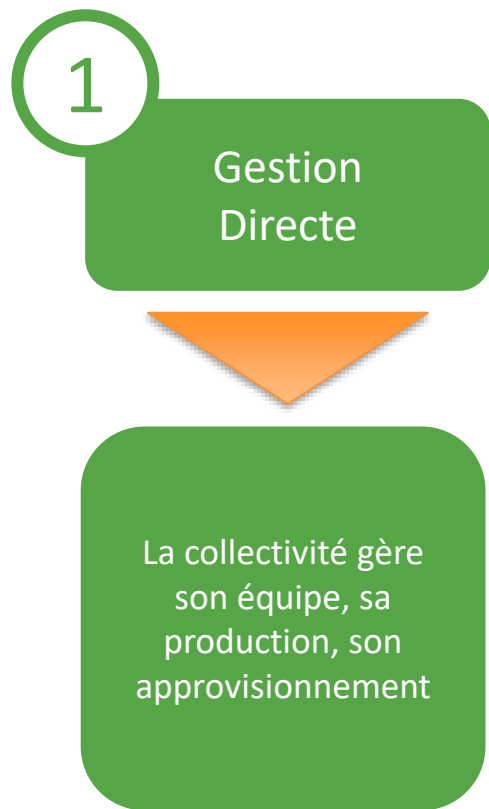 1
Gestion
Directe
La collectivité gère
son équipe, sa
production, son
approvisionnement